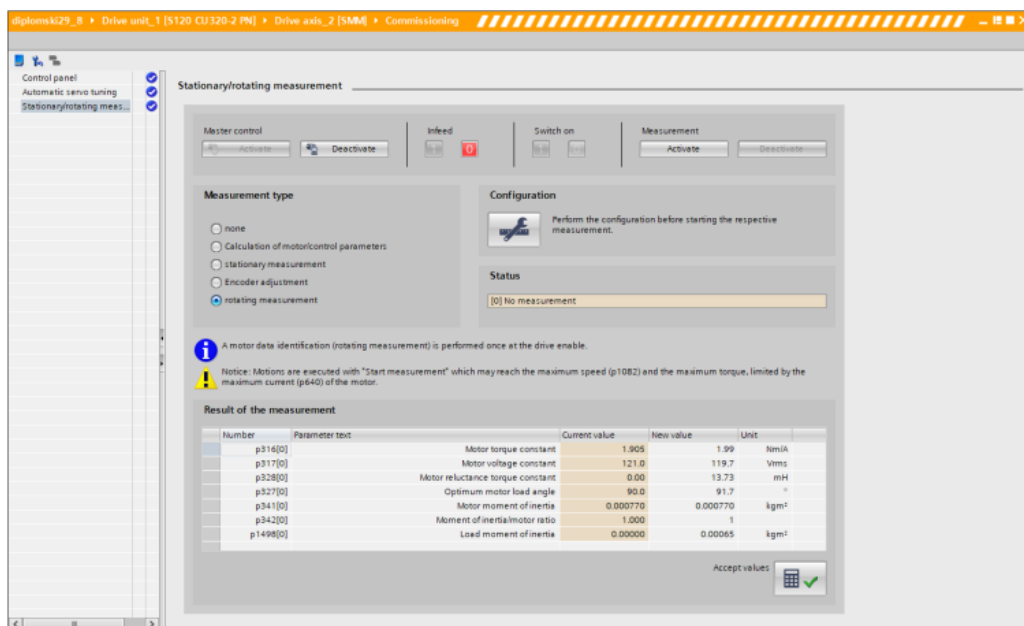 diplomski29_8 ▸ Drive unit_1 [S120 CU320-2 PN] ▸ Drive axis_2 [SMM] ▸ Commissioning
Control panel
Automatic servo tuning
Stationary/rotating meas...
Stationary/rotating measurement
Master control Infeed Switch on Measurement
Activate Deactivate 0 Activate Deactivate
Measurement type
none
Calculation of motor/control parameters
stationary measurement
Encoder adjustment
rotating measurement
Configuration
Perform the configuration before starting the respective
measurement.
Status
[0] No measurement
A motor data identification (rotating measurement) is performed once at the drive enable.
Notice: Motions are executed with "Start measurement" which may reach the maximum speed (p1082) and the maximum torque, limited by the
maximum current (p640) of the motor.
Result of the measurement
Number Parameter text Current value New value Unit
p316[0] Motor torque constant 1.905 1.99 Nm/A
p317[0] Motor voltage constant 121.0 119.7 Vrms
p328[0] Motor reluctance torque constant 0.00 13.73 mH
p327[0] Optimum motor load angle 90.0 91.7 °
p341[0] Motor moment of inertia 0.000770 0.000770 kgm²
p342[0] Moment of inertia/motor ratio 1.000 1
p1498[0] Load moment of inertia 0.00000 0.00065 kgm²
Accept values